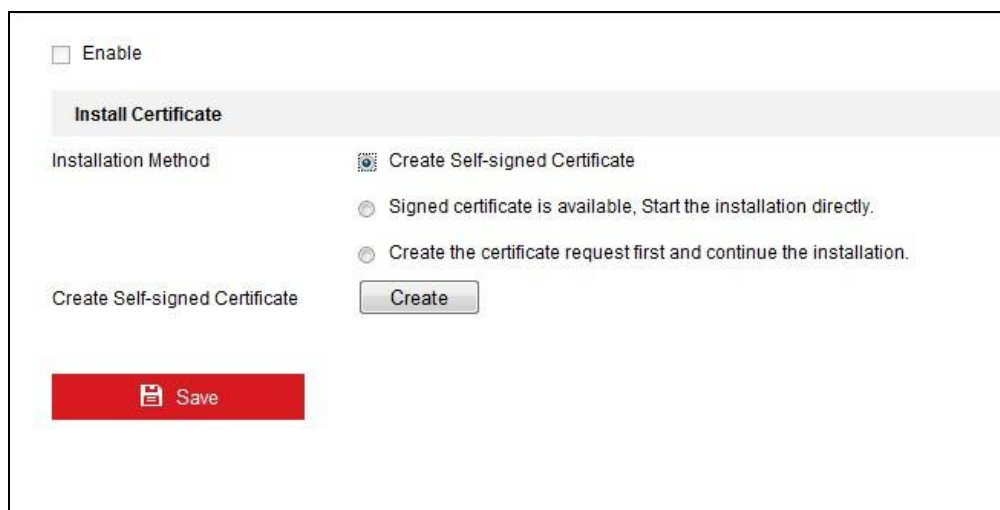 Enable
Install Certificate
Installation Method
Create Self-signed Certificate
Signed certificate is available, Start the installation directly.
Create the certificate request first and continue the installation.
Create Self-signed Certificate
Create
Save